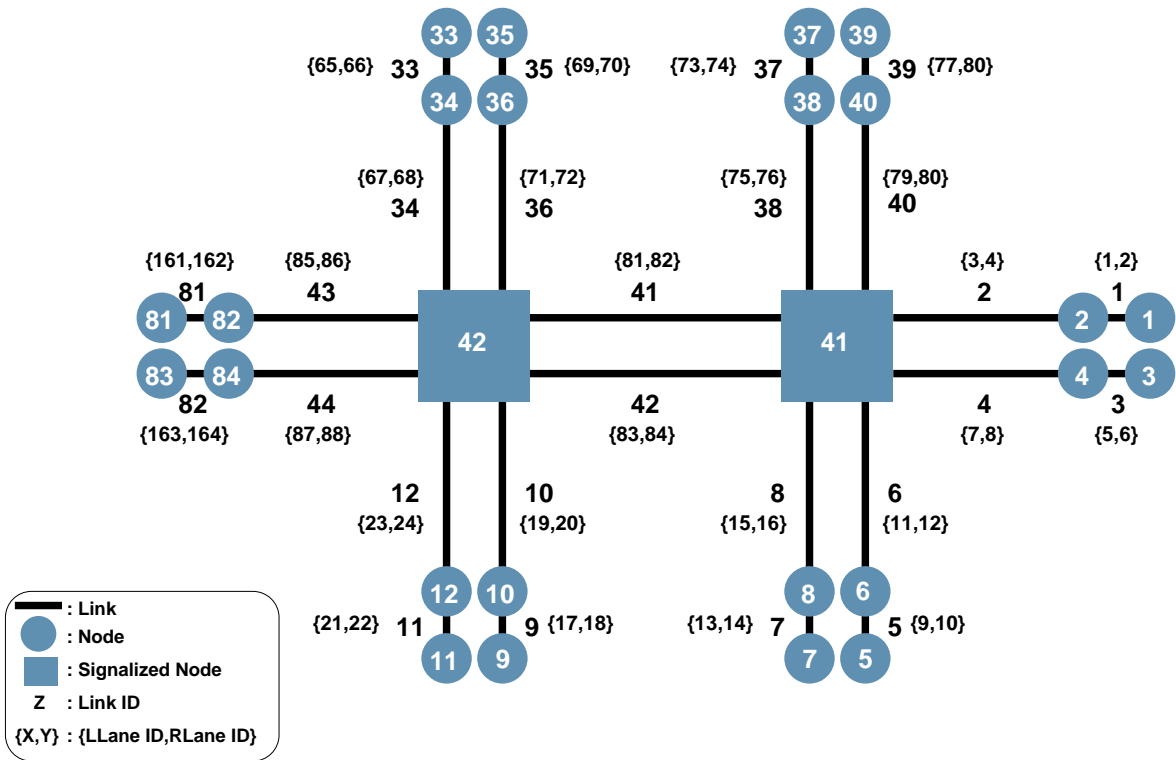 33 35 37 39
{65,66} 33 35 {69,70} {73,74} 37 39 {77,80}
34 36 38 40
{67,68} {71,72} {75,76} {79,80}
34 36 38 40
{161,162} {85,86} {81,82} {3,4} {1,2}
81 43 41 2 1
81 82 2 1
42 41
83 84 4 3
82 44 42 4 3
{163,164} {87,88} {83,84} {7,8} {5,6}
12 10 8 6
{23,24} {19,20} {15,16} {11,12}
12 10 8 6
{21,22} 11 9 {17,18} {13,14} 7 5 {9,10}
11 9 7 5
: Link
: Node
: Signalized Node
Z : Link ID
{X,Y} : {LLane ID,RLane ID}